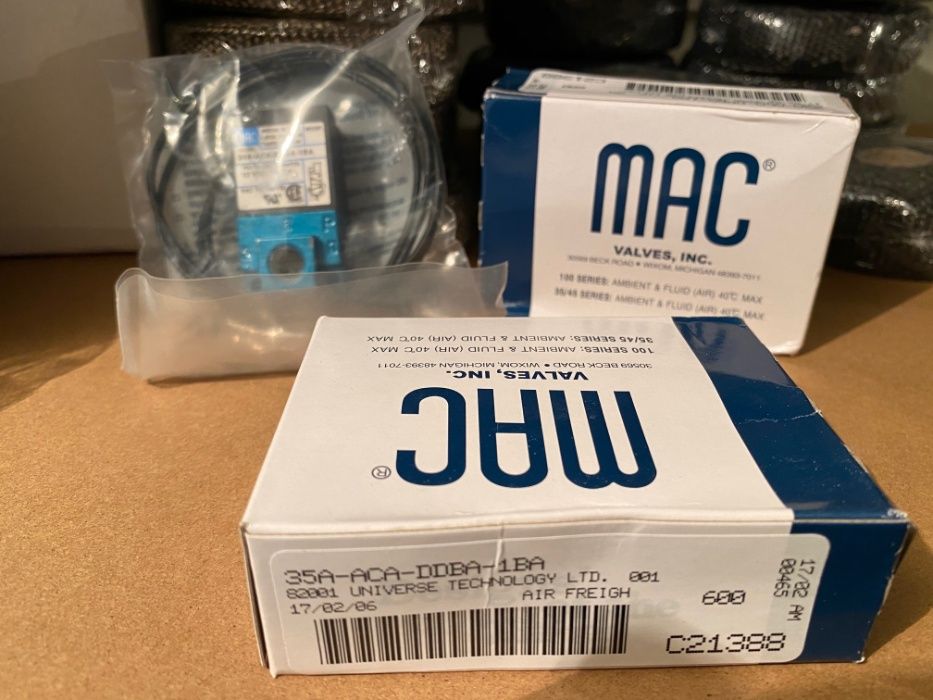 MAC®
VALVES, INC.
30569 BECK ROAD • WIXOM, MICHIGAN 48393-7011
100 SERIES: AMBIENT & FLUID (AIR) 40°C MAX
35/45 SERIES: AMBIENT & FLUID (AIR) 40°C MAX
MAC®
VALVES, INC.
30569 BECK ROAD • WIXOM, MICHIGAN 48393-7011
100 SERIES: AMBIENT & FLUID (AIR) 40°C MAX
35/45 SERIES: AMBIENT & FLUID (AIR) 40°C MAX
35A-ACA-DDBA-1BA
82001 UNIVERSE TECHNOLOGY LTD. 001
17/02/06 AIR FREIGH
600
C21388
17/02 AM
00465